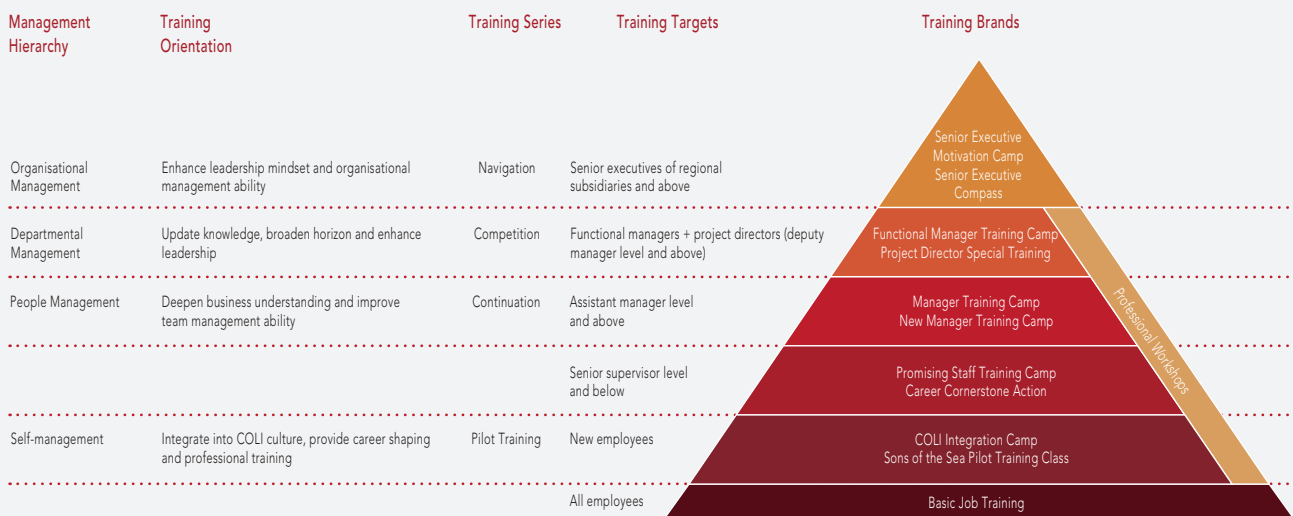 Management
Hierarchy
Training
Orientation
Training Series
Training Targets
Training Brands
Organisational
Management
Enhance leadership mindset and organisational
management ability
Navigation
Senior executives of regional
subsidiaries and above
Senior Executive
Motivation Camp
Senior Executive
Compass
Departmental
Management
Update knowledge, broaden horizon and enhance
leadership
Competition
Functional managers + project directors (deputy
manager level and above)
Functional Manager Training Camp
Project Director Special Training
People Management
Deepen business understanding and improve
team management ability
Continuation
Assistant manager level
and above
Manager Training Camp
New Manager Training Camp
Professional Workshops
Senior supervisor level
and below
Promising Staff Training Camp
Career Cornerstone Action
Self-management
Integrate into COLI culture, provide career shaping
and professional training
Pilot Training
New employees
COLI Integration Camp
Sons of the Sea Pilot Training Class
All employees
Basic Job Training